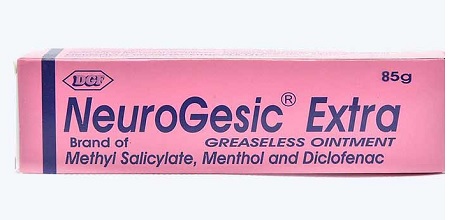 DGF
85g
NeuroGesic® Extra
Brand of GREASELESS OINTMENT
Methyl Salicylate, Menthol and Diclofenac